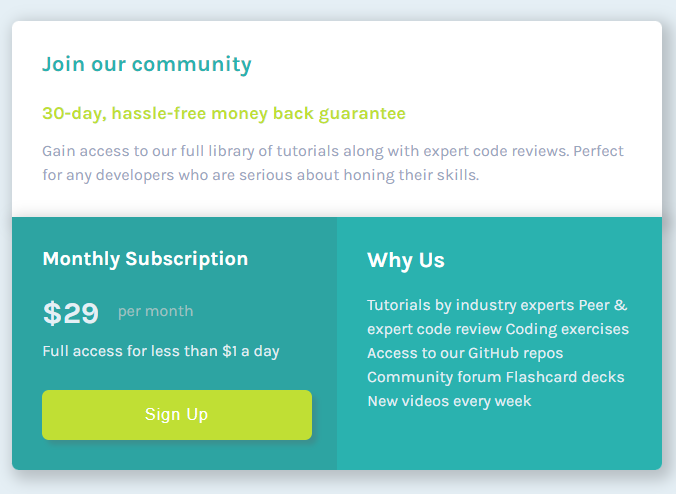 Join our community
30-day, hassle-free money back guarantee
Gain access to our full library of tutorials along with expert code reviews. Perfect
for any developers who are serious about honing their skills.
Monthly Subscription
$29 per month
Full access for less than $1 a day
Sign Up
Why Us
Tutorials by industry experts Peer &
expert code review Coding exercises
Access to our GitHub repos
Community forum Flashcard decks
New videos every week